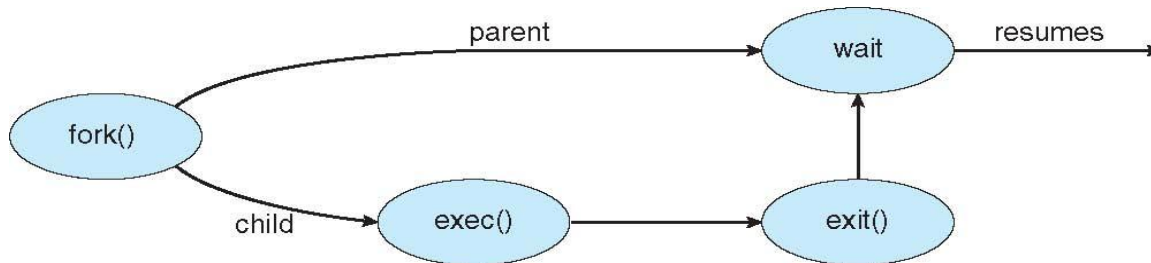 parent
wait
resumes
fork()
child
exec()
exit()